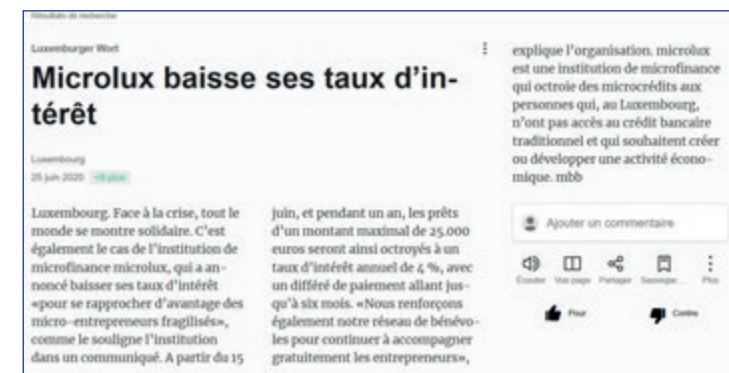 Résultats de recherche
Luxemburger Wort
Microlux baisse ses taux d'in-
térêt
Luxembourg
25 juin 2020
Luxembourg. Face à la crise, tout le
monde se montre solidaire. C'est
également le cas de l'institution de
microfinance microlux, qui a an-
noncé baisser ses taux d'intérêt
«pour se rapprocher d'avantage des
micro-entrepreneurs fragilisés»,
comme le souligne l'institution
dans un communiqué. A partir du 15
juin, et pendant un an, les prêts
d'un montant maximal de 25.000
euros seront ainsi octroyés à un
taux d'intérêt annuel de 4 %, avec
un différé de paiement allant jus-
qu'à six mois. «Nous renforçons
également notre réseau de bénévo-
les pour continuer à accompagner
gratuitement les entrepreneurs»,
explique l'organisation. microlux
est une institution de microfinance
qui octroie des microcrédits aux
personnes qui, au Luxembourg,
n'ont pas accès au crédit bancaire
traditionnel et qui souhaitent créer
ou développer une activité écono-
mique. mbb
Ajouter un commentaire
Écouter Voir page Partager Sauvegar... Plus
Pour Contre